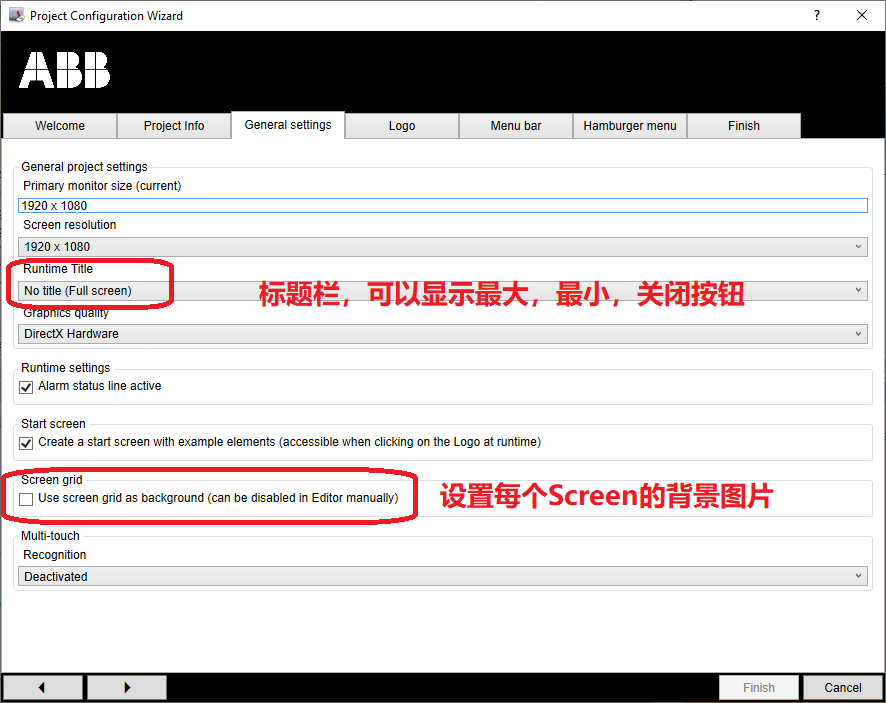 Project Configuration Wizard
?
ABB
Welcome
Project Info
General settings
Logo
Menu bar
Hamburger menu
Finish
General project settings
Primary monitor size (current)
1920 x 1080
Screen resolution
1920 x 1080
Runtime Title
No title (Full screen)
标题栏，可以显示最大，最小，关闭按钮
Graphics quality
DirectX Hardware
Runtime settings
Alarm status line active
Start screen
Create a start screen with example elements (accessible when clicking on the Logo at runtime)
Screen grid
Use screen grid as background (can be disabled in Editor manually)
设置每个Screen的背景图片
Multi-touch
Recognition
Deactivated
Finish
Cancel